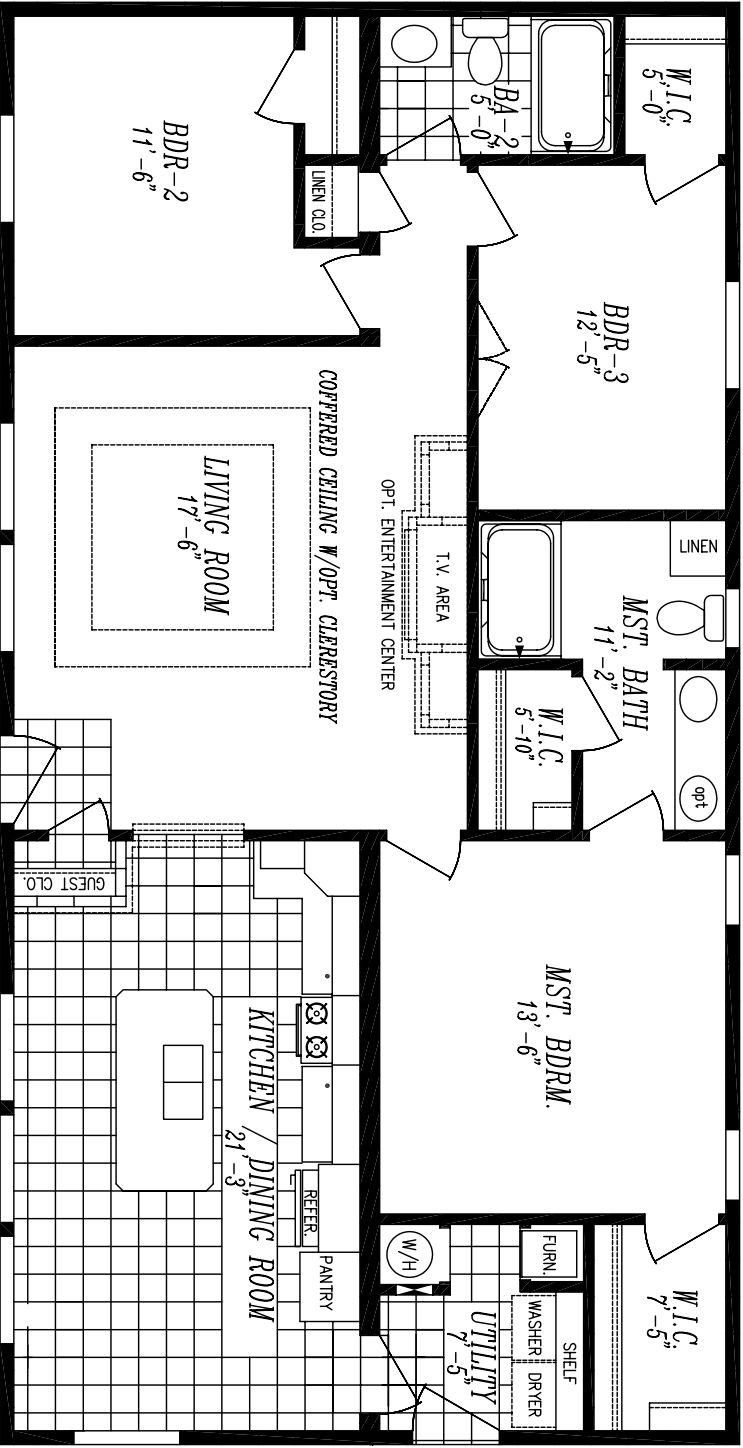 W.I.C.
5'-0"
BA-2
5'-0"
BDR-2
11'-6"
LINEN CLO.
BDR-3
12'-5"
COFFERED CEILING W/OPT. CLERESTORY
LIVING ROOM
17'-6"
OPT. ENTERTAINMENT CENTER
T.V. AREA
LINEN
MST. BATH
11'-2"
W.I.C.
5'-10"
opt
GUEST CLO.
MST. BDRM.
13'-6"
KITCHEN / DINING ROOM
21'-3"
REFER.
PANTRY
W/H
FURN.
UTILITY
7'-5"
WASHER
DRYER
SHELF
W.I.C.
7'-5"